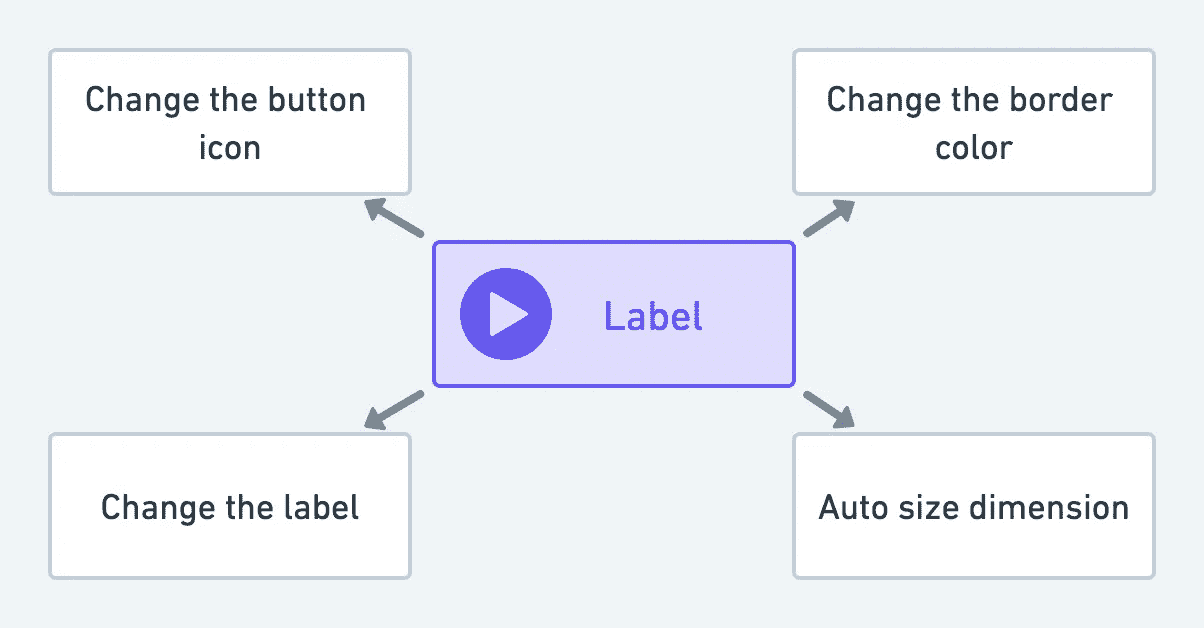 Change the button
icon
Change the border
color
Label
Change the label
Auto size dimension